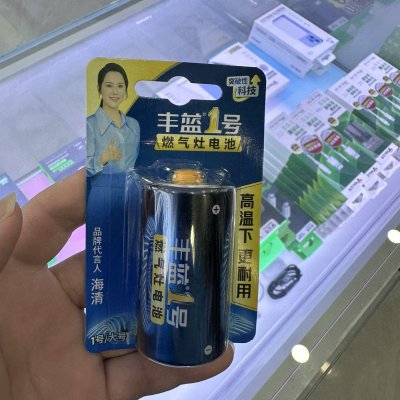 突破性
科技
丰蓝1号
燃气灶电池
高温下 更耐用
品牌代言人 海清
丰蓝1号
燃气灶电池
1号/大号